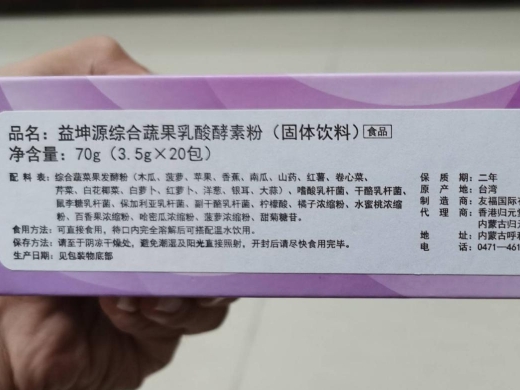 品名：益坤源综合蔬果乳酸酵素粉（固体饮料）食品
净含量：70g（3.5g×20包）
配 料 表：综合蔬菜果发酵粉（木瓜、菠萝、苹果、香蕉、南瓜、山药、红薯、卷心菜、
芹菜、白花椰菜、白萝卜、红萝卜、洋葱、银耳、大蒜）、嗜酸乳杆菌、干酪乳杆菌、
鼠李糖乳杆菌、保加利亚乳杆菌、副干酪乳杆菌、柠檬酸、橘子浓缩粉、水蜜桃浓缩
粉、百香果浓缩粉、哈密瓜浓缩粉、菠萝浓缩粉、甜菊糖苷。
食用方法：可直接食用，待口内完全溶解后可搭配温水饮用。
保存方法：请置于阴凉干燥处，避免潮温及阳光直接照射，开封后请尽快食用完毕。
生产日期：见包装物底部
保 质 期：二年
原 产 地：台湾
制 造 商：友福国际
代 理 商：香港归元
内蒙古归
地 址：内蒙古呼
电 话：0471-461